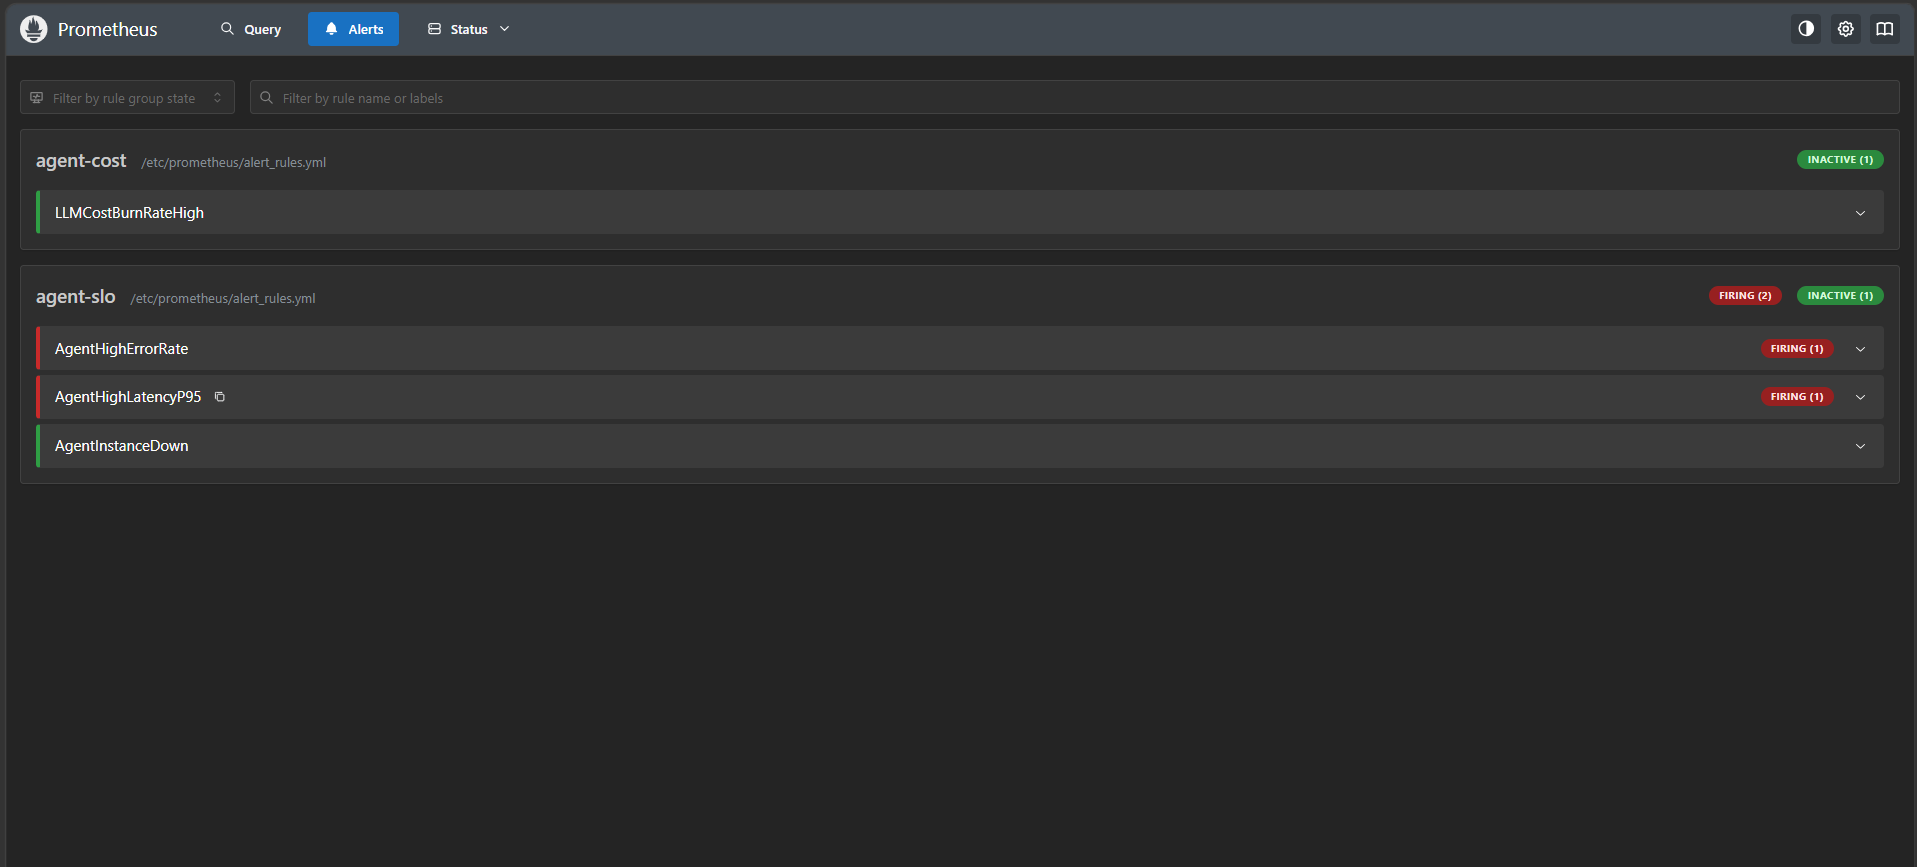 Prometheus Query Alerts Status
Filter by rule group state Filter by rule name or labels
agent-cost /etc/prometheus/alert_rules.yml INACTIVE (1)
LLMCostBurnRateHigh
agent-slo /etc/prometheus/alert_rules.yml FIRING (2) INACTIVE (1)
AgentHighErrorRate FIRING (1)
AgentHighLatencyP95 FIRING (1)
AgentInstanceDown